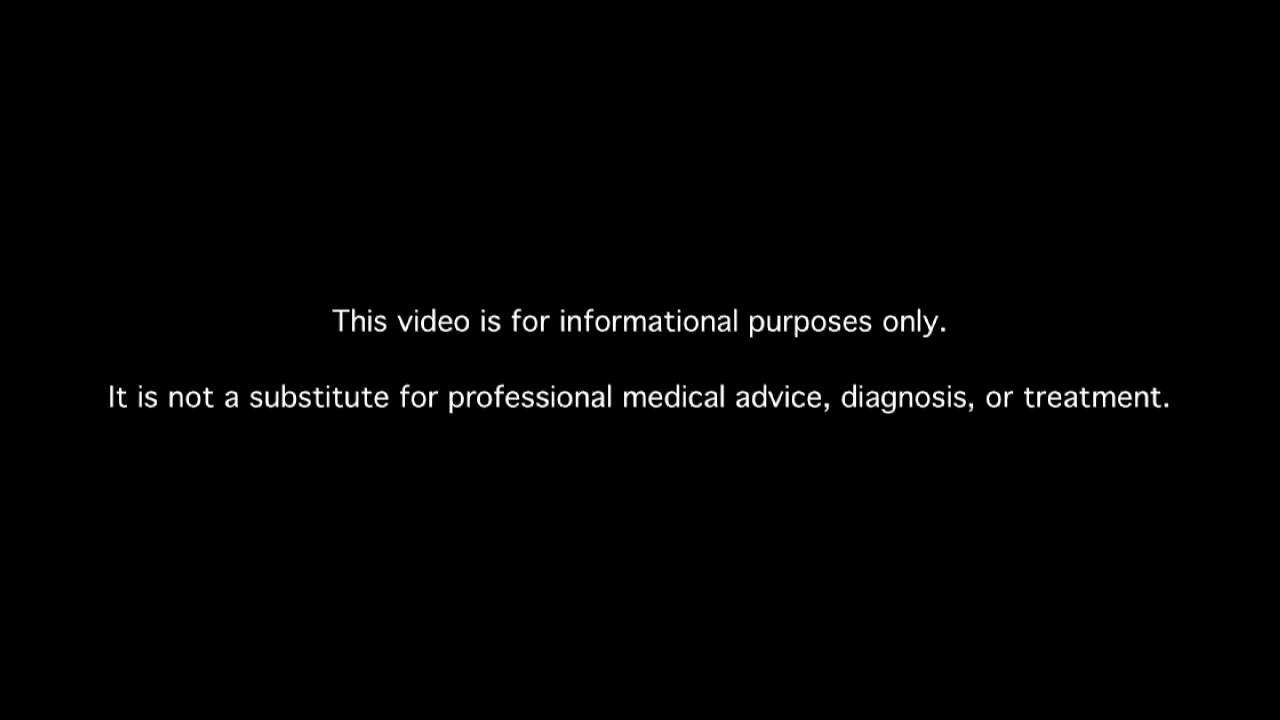 This video is for informational purposes only.
It is not a substitute for professional medical advice, diagnosis, or treatment.